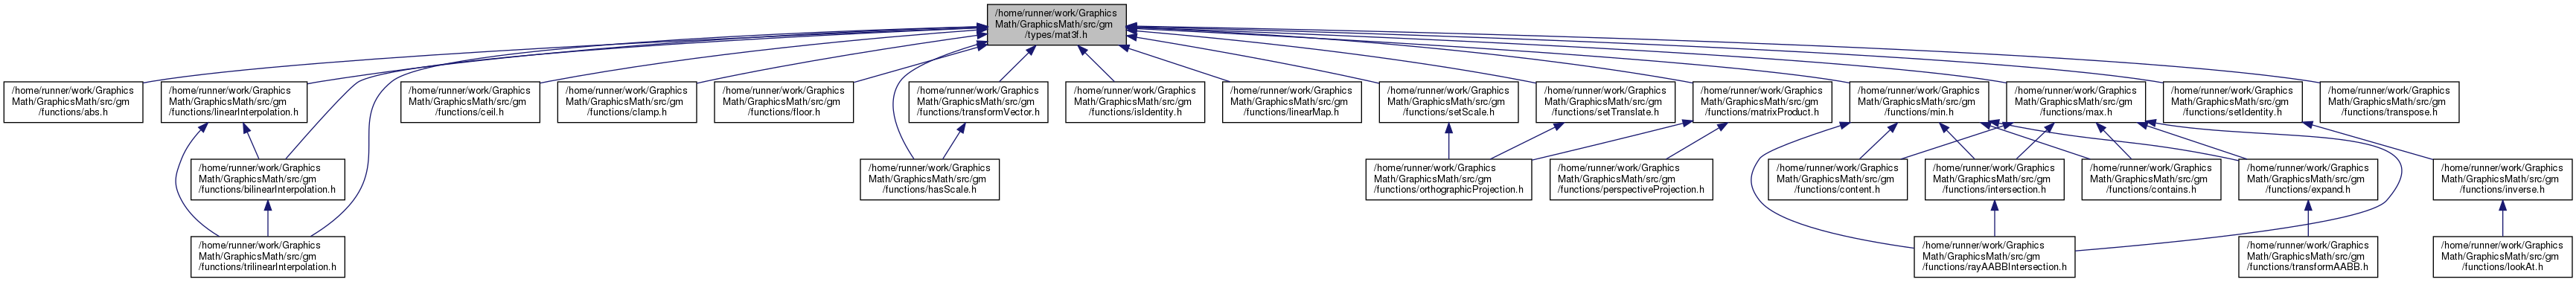 /home/runner/work/Graphics
Math/GraphicsMath/src/gm
/types/mat3f.h
/home/runner/work/Graphics
Math/GraphicsMath/src/gm
/functions/abs.h
/home/runner/work/Graphics
Math/GraphicsMath/src/gm
/functions/linearInterpolation.h
/home/runner/work/Graphics
Math/GraphicsMath/src/gm
/functions/ceil.h
/home/runner/work/Graphics
Math/GraphicsMath/src/gm
/functions/clamp.h
/home/runner/work/Graphics
Math/GraphicsMath/src/gm
/functions/floor.h
/home/runner/work/Graphics
Math/GraphicsMath/src/gm
/functions/transformVector.h
/home/runner/work/Graphics
Math/GraphicsMath/src/gm
/functions/isIdentity.h
/home/runner/work/Graphics
Math/GraphicsMath/src/gm
/functions/linearMap.h
/home/runner/work/Graphics
Math/GraphicsMath/src/gm
/functions/setScale.h
/home/runner/work/Graphics
Math/GraphicsMath/src/gm
/functions/setTranslate.h
/home/runner/work/Graphics
Math/GraphicsMath/src/gm
/functions/matrixProduct.h
/home/runner/work/Graphics
Math/GraphicsMath/src/gm
/functions/min.h
/home/runner/work/Graphics
Math/GraphicsMath/src/gm
/functions/max.h
/home/runner/work/Graphics
Math/GraphicsMath/src/gm
/functions/setIdentity.h
/home/runner/work/Graphics
Math/GraphicsMath/src/gm
/functions/transpose.h
/home/runner/work/Graphics
Math/GraphicsMath/src/gm
/functions/bilinearInterpolation.h
/home/runner/work/Graphics
Math/GraphicsMath/src/gm
/functions/hasScale.h
/home/runner/work/Graphics
Math/GraphicsMath/src/gm
/functions/orthographicProjection.h
/home/runner/work/Graphics
Math/GraphicsMath/src/gm
/functions/perspectiveProjection.h
/home/runner/work/Graphics
Math/GraphicsMath/src/gm
/functions/content.h
/home/runner/work/Graphics
Math/GraphicsMath/src/gm
/functions/intersection.h
/home/runner/work/Graphics
Math/GraphicsMath/src/gm
/functions/contains.h
/home/runner/work/Graphics
Math/GraphicsMath/src/gm
/functions/expand.h
/home/runner/work/Graphics
Math/GraphicsMath/src/gm
/functions/inverse.h
/home/runner/work/Graphics
Math/GraphicsMath/src/gm
/functions/trilinearInterpolation.h
/home/runner/work/Graphics
Math/GraphicsMath/src/gm
/functions/rayAABBIntersection.h
/home/runner/work/Graphics
Math/GraphicsMath/src/gm
/functions/transformAABB.h
/home/runner/work/Graphics
Math/GraphicsMath/src/gm
/functions/lookAt.h